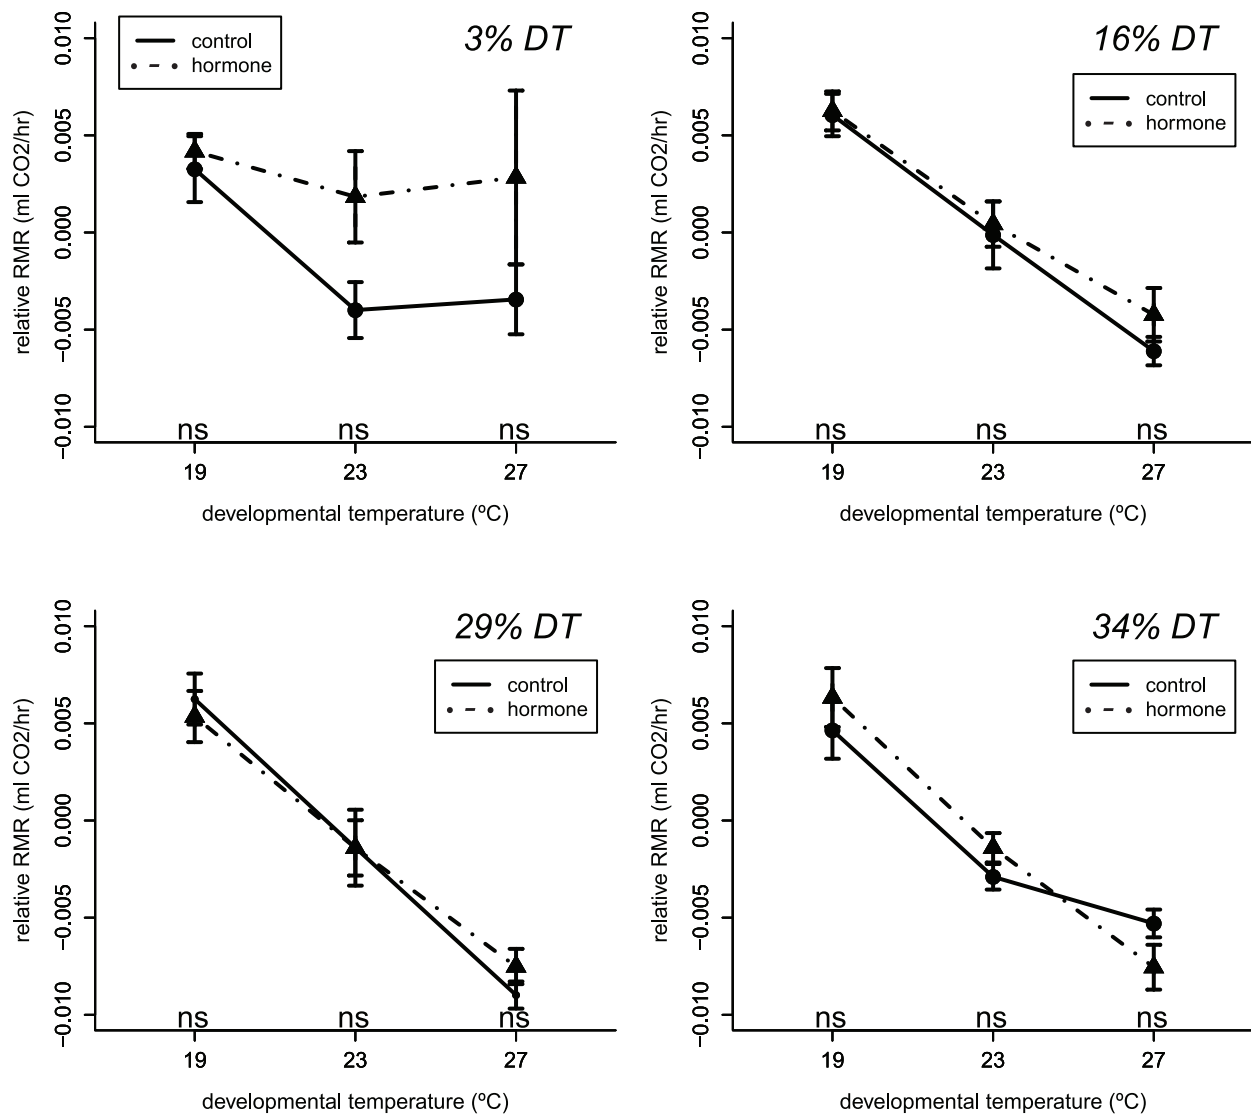 3% DT
control
hormone
relative RMR (ml CO2/hr)
0.010
0.005
0.000
−0.005
−0.010
ns ns ns
19 23 27
developmental temperature (ºC)
16% DT
control
hormone
relative RMR (ml CO2/hr)
0.010
0.005
0.000
−0.005
−0.010
ns ns ns
19 23 27
developmental temperature (ºC)
29% DT
control
hormone
relative RMR (ml CO2/hr)
0.010
0.005
0.000
−0.005
−0.010
ns ns ns
19 23 27
developmental temperature (ºC)
34% DT
control
hormone
relative RMR (ml CO2/hr)
0.010
0.005
0.000
−0.005
−0.010
ns ns ns
19 23 27
developmental temperature (ºC)